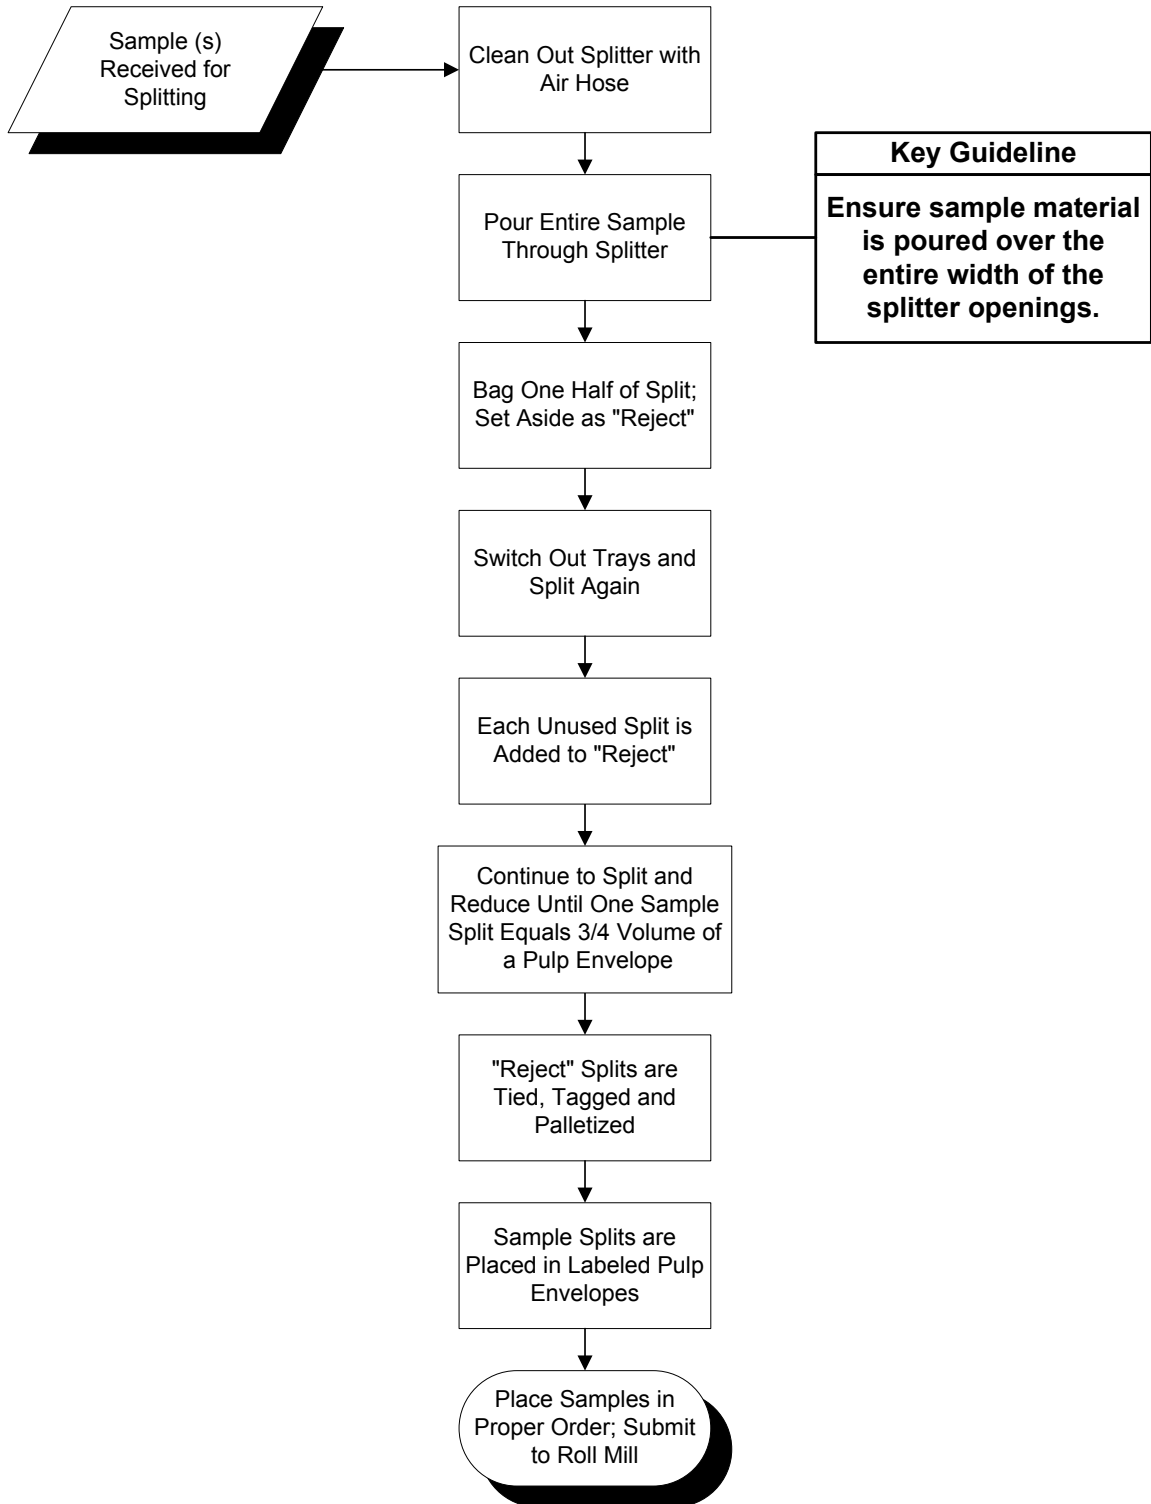 Sample (s)
Received for
Splitting
Clean Out Splitter with
Air Hose
Pour Entire Sample
Through Splitter
Key Guideline
Ensure sample material
is poured over the
entire width of the
splitter openings.
Bag One Half of Split;
Set Aside as "Reject"
Switch Out Trays and
Split Again
Each Unused Split is
Added to "Reject"
Continue to Split and
Reduce Until One Sample
Split Equals 3/4 Volume of
a Pulp Envelope
"Reject" Splits are
Tied, Tagged and
Palletized
Sample Splits are
Placed in Labeled Pulp
Envelopes
Place Samples in
Proper Order; Submit
to Roll Mill